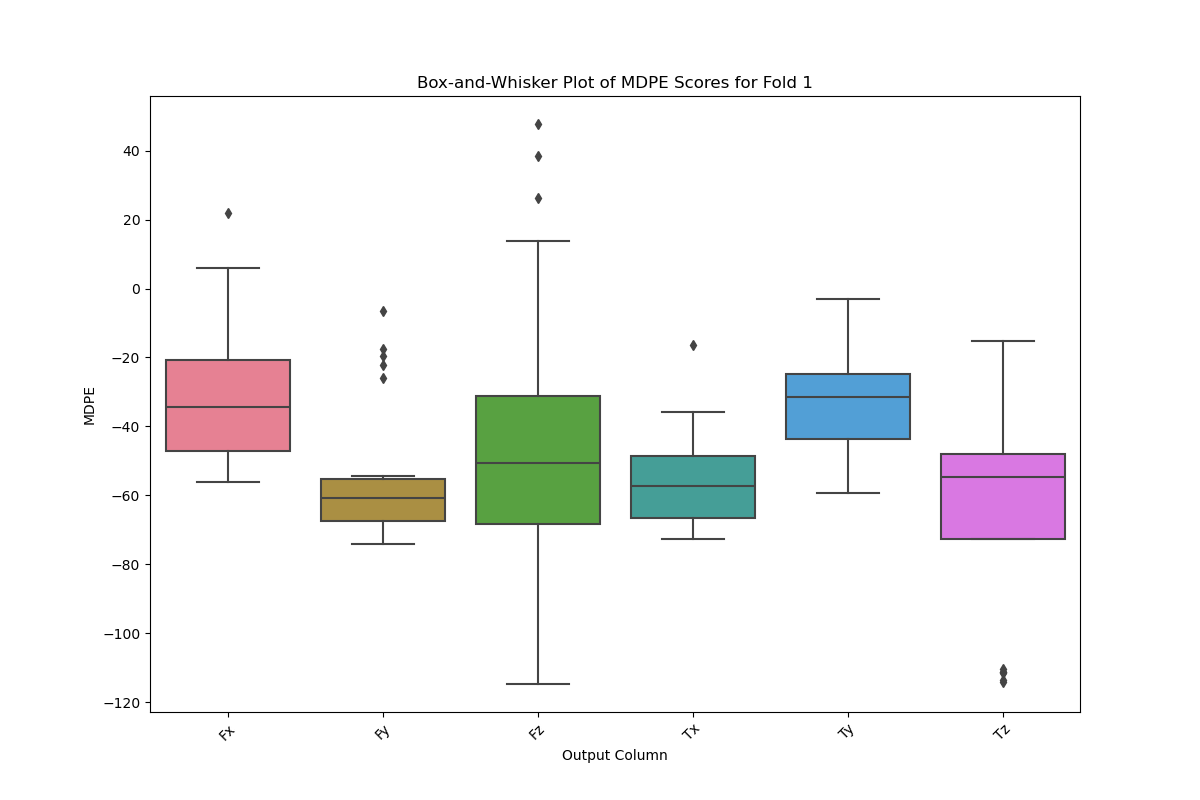 Box-and-Whisker Plot of MDPE Scores for Fold 1
MDPE
40
20
0
−20
−40
−60
−80
−100
−120
Fx
Fy
Fz
Tx
Ty
Tz
Output Column